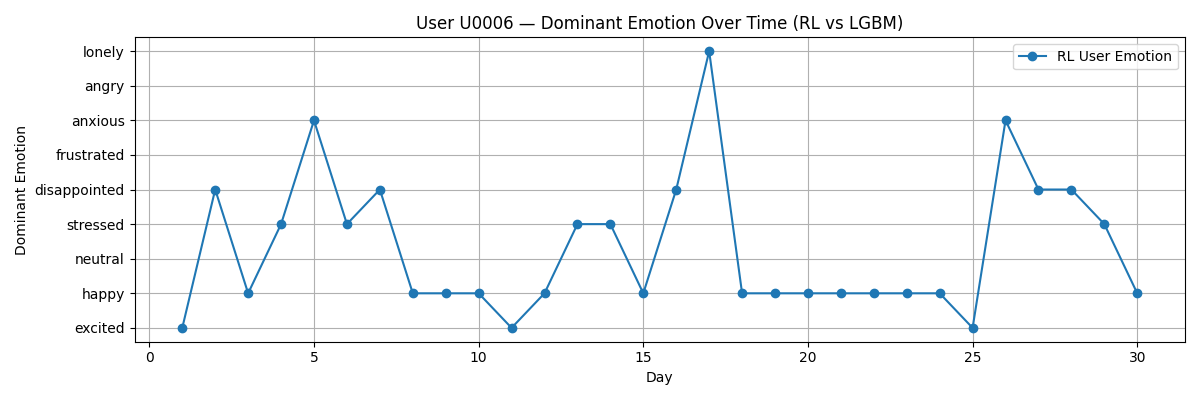 User U0006 — Dominant Emotion Over Time (RL vs LGBM)
RL User Emotion
Dominant Emotion
lonely
angry
anxious
frustrated
disappointed
stressed
neutral
happy
excited
0 5 10 15 20 25 30
Day